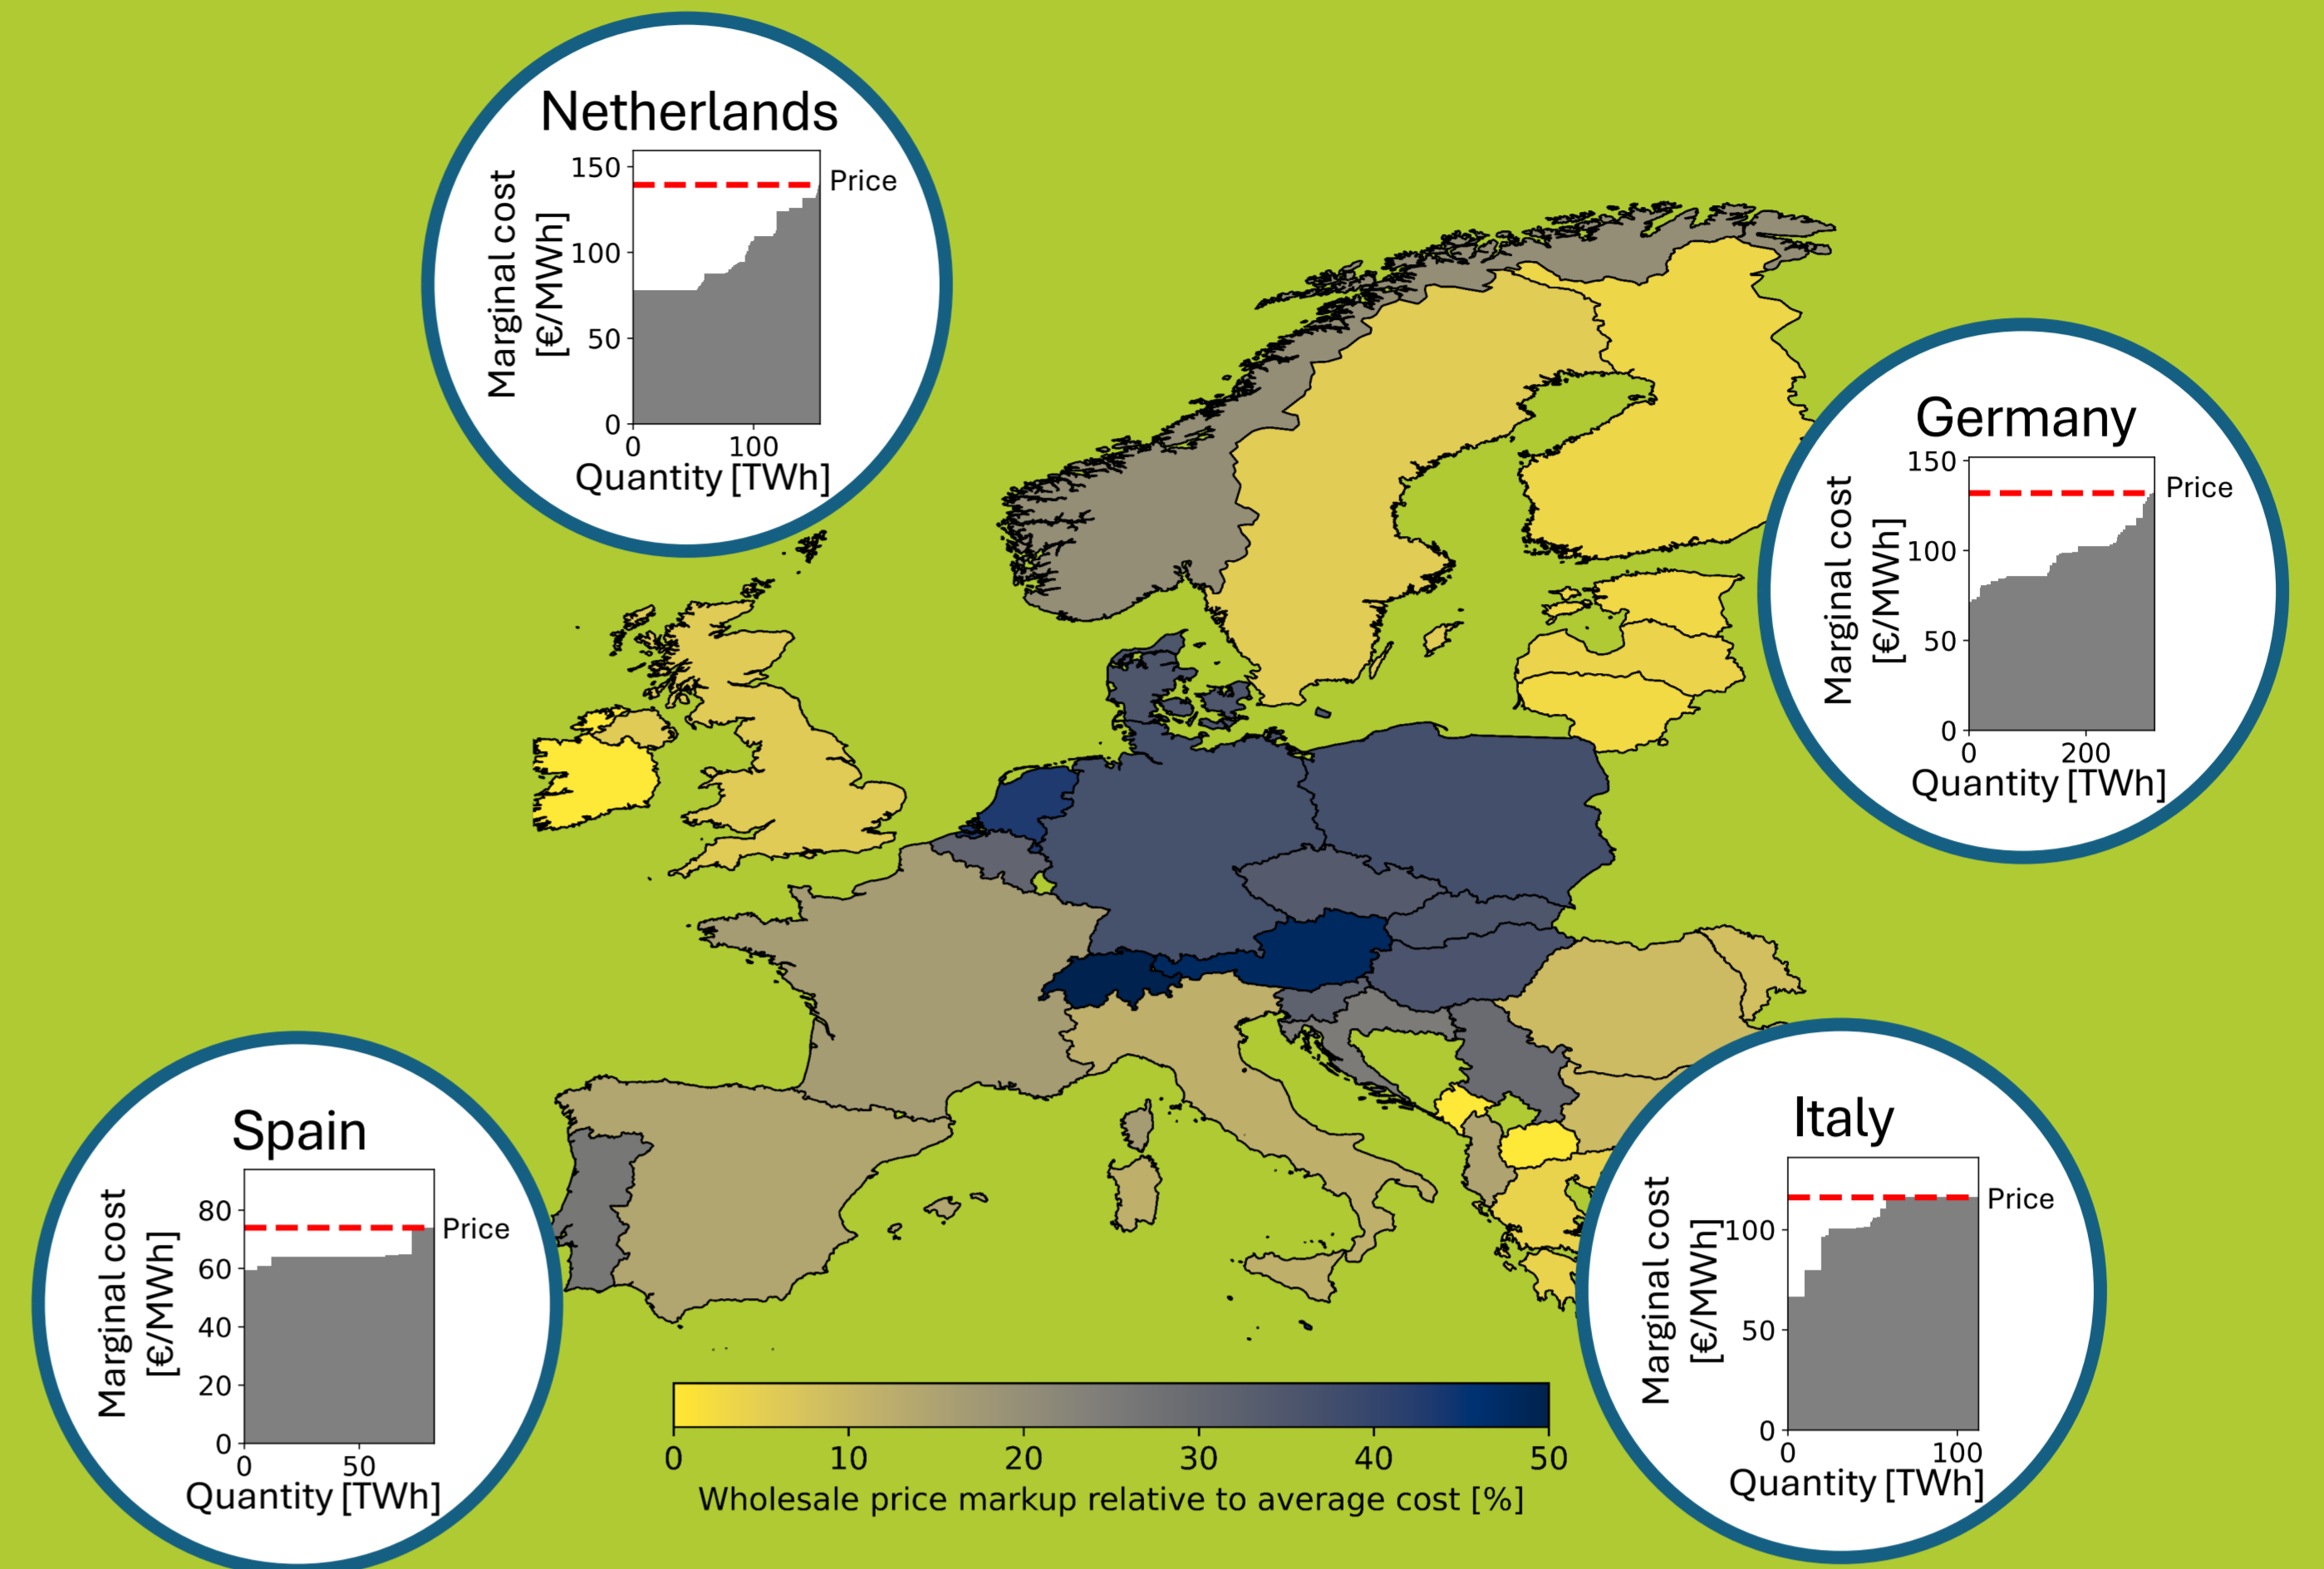 Netherlands
Marginal cost
[€/MWh]
150
100
50
0
Price
0 100
Quantity [TWh]
Germany
Marginal cost
[€/MWh]
150
100
50
0
Price
0 200
Quantity [TWh]
Spain
Marginal cost
[€/MWh]
80
60
40
20
0
Price
0 50
Quantity [TWh]
Italy
Marginal cost
[€/MWh]
100
50
0
Price
0 100
Quantity [TWh]
0 10 20 30 40 50
Wholesale price markup relative to average cost [%]